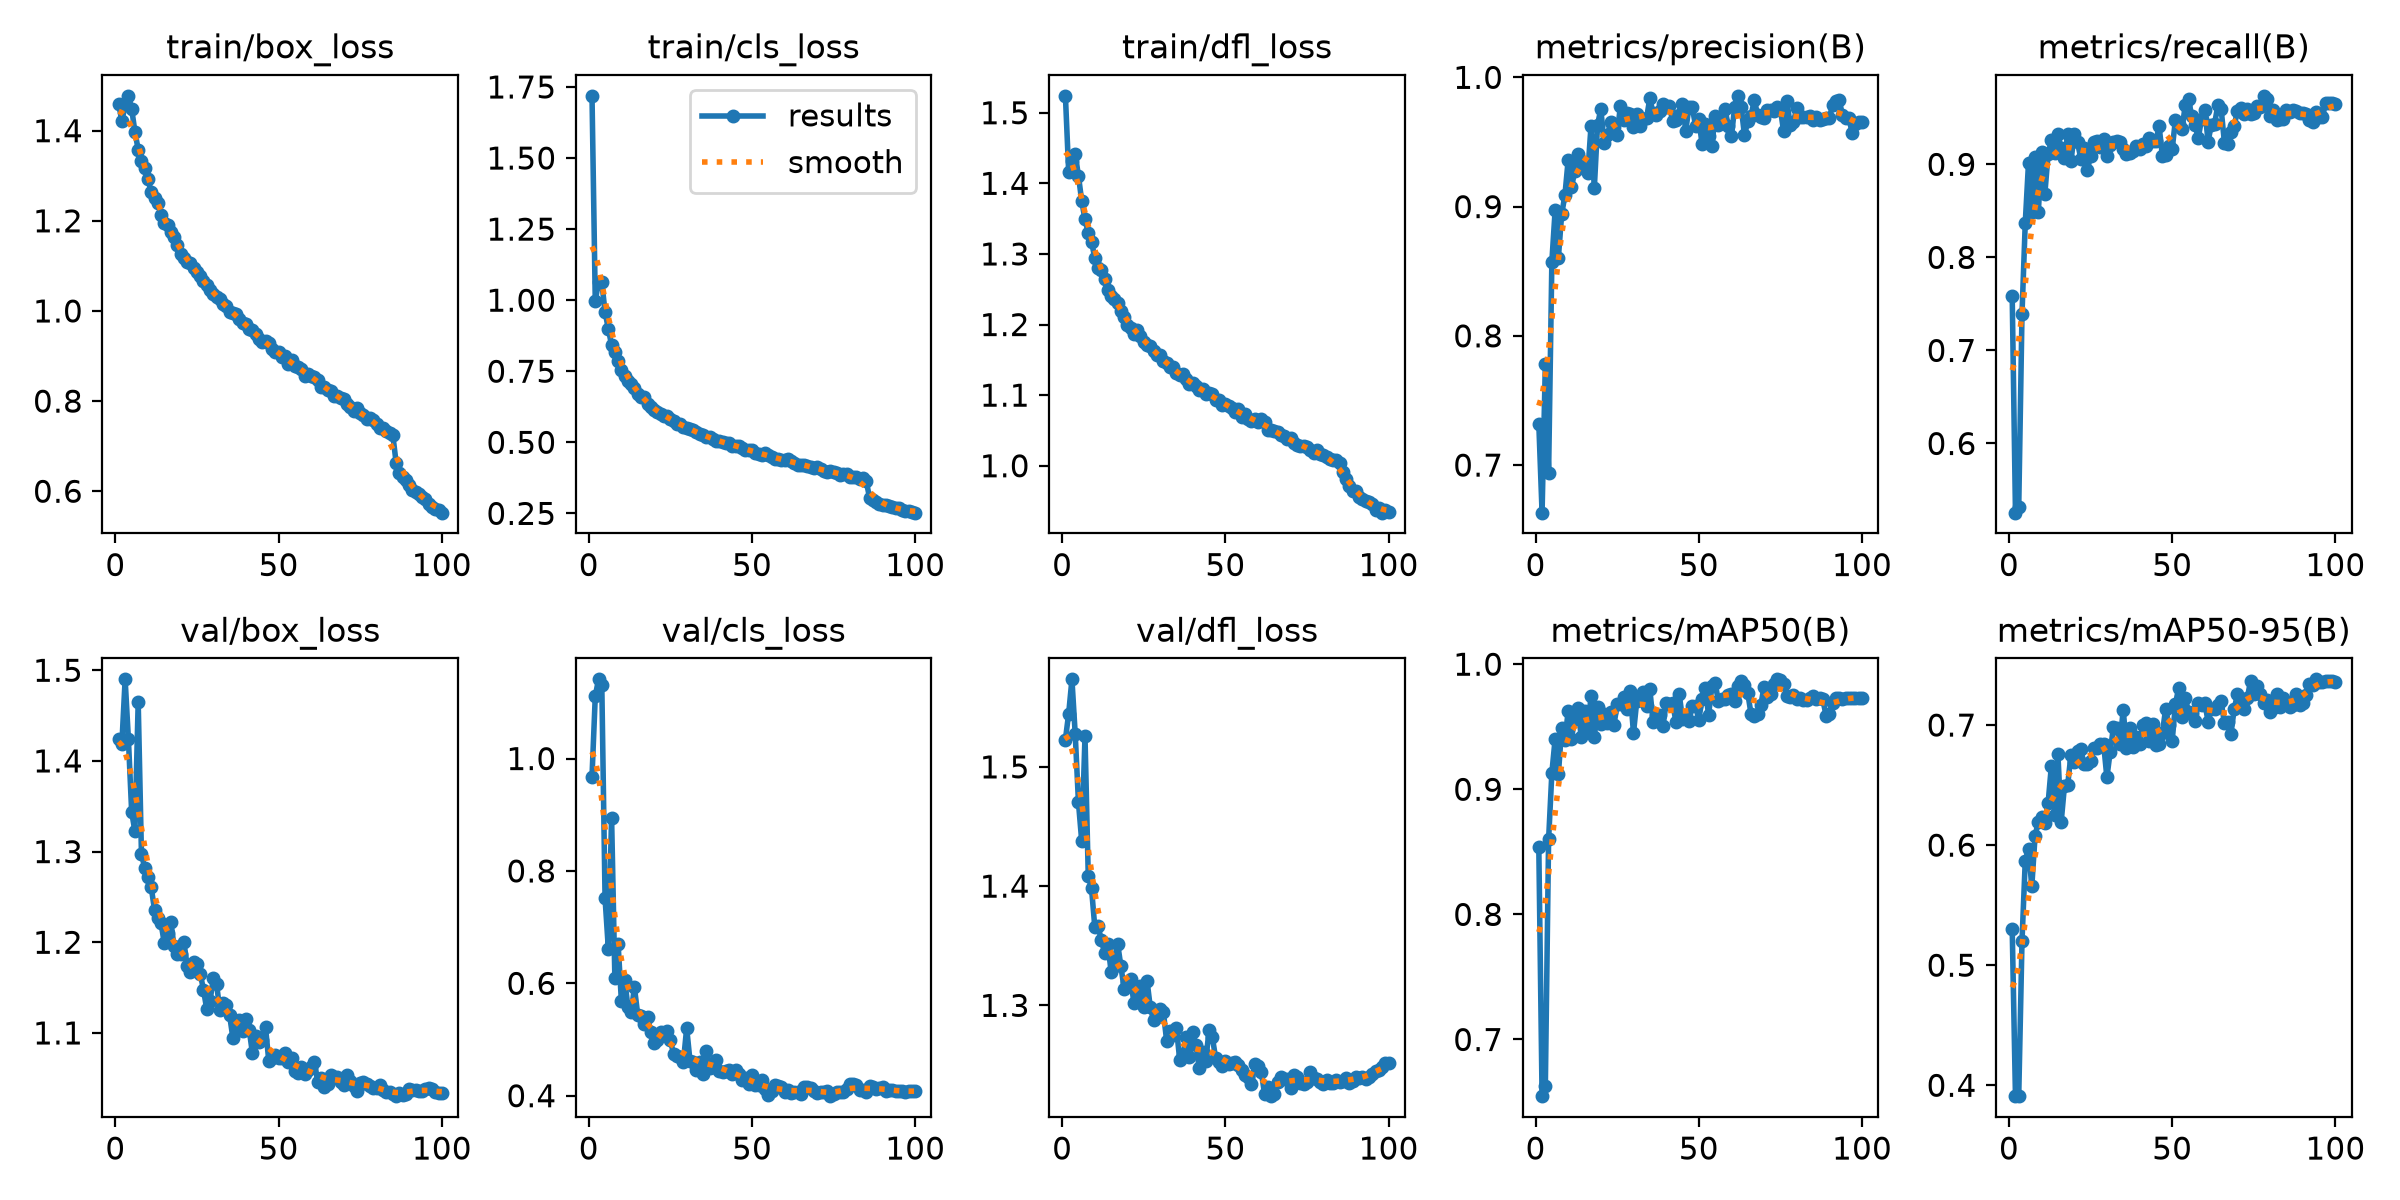 train/box_loss
1.4
1.2
1.0
0.8
0.6
0 50 100
train/cls_loss
results
smooth
1.75
1.50
1.25
1.00
0.75
0.50
0.25
0 50 100
train/dfl_loss
1.5
1.4
1.3
1.2
1.1
1.0
0 50 100
metrics/precision(B)
1.0
0.9
0.8
0.7
0 50 100
metrics/recall(B)
0.9
0.8
0.7
0.6
0 50 100
val/box_loss
1.5
1.4
1.3
1.2
1.1
0 50 100
val/cls_loss
1.0
0.8
0.6
0.4
0 50 100
val/dfl_loss
1.5
1.4
1.3
0 50 100
metrics/mAP50(B)
1.0
0.9
0.8
0.7
0 50 100
metrics/mAP50-95(B)
0.7
0.6
0.5
0.4
0 50 100